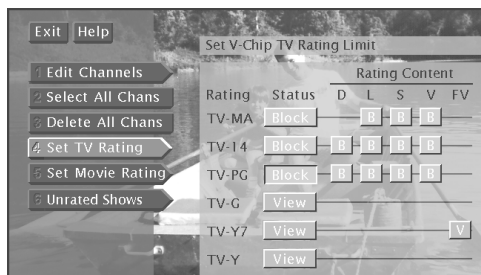 Exit Help
Set V-Chip TV Rating Limit
1 Edit Channels
2 Select All Chans
3 Delete All Chans
4 Set TV Rating
5 Set Movie Rating
6 Unrated Shows
Rating Content
Rating Status D L S V FV
TV-MA Block B B B
TV-14 Block B B B B
TV-PG Block B B B B
TV-G View
TV-Y7 View V
TV-Y View